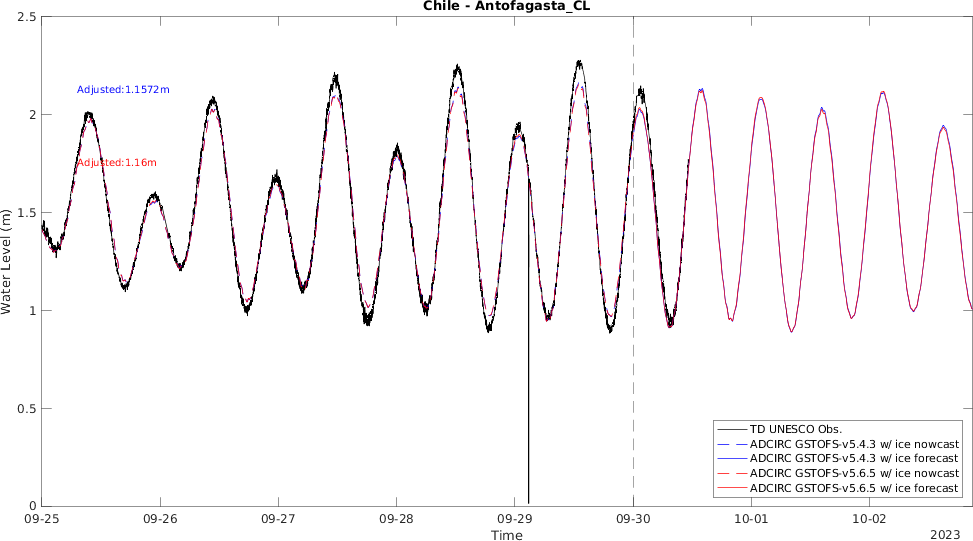 Chile - Antofagasta_CL
2.5
2
1.5
1
0.5
0
Water Level (m)
Adjusted:1.1572m
Adjusted:1.16m
TD UNESCO Obs.
ADCIRC GSTOFS-v5.4.3 w/ ice nowcast
ADCIRC GSTOFS-v5.4.3 w/ ice forecast
ADCIRC GSTOFS-v5.6.5 w/ ice nowcast
ADCIRC GSTOFS-v5.6.5 w/ ice forecast
09-25 09-26 09-27 09-28 09-29 09-30 10-01 10-02
Time
2023